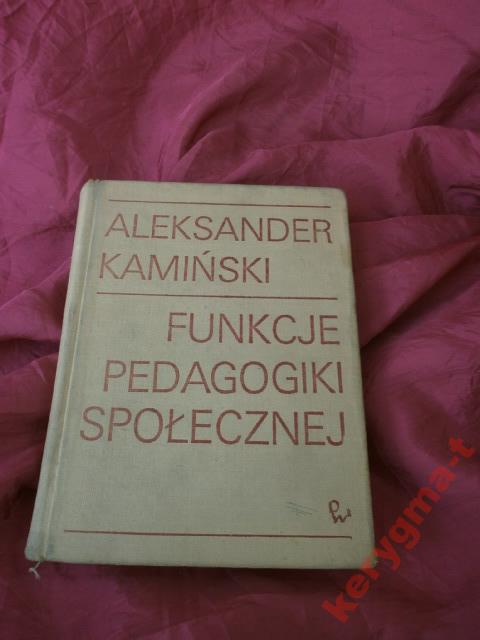 ALEKSANDER
KAMIŃSKI
FUNKCJE
PEDAGOGIKI
SPOŁECZNEJ
kerygma-t